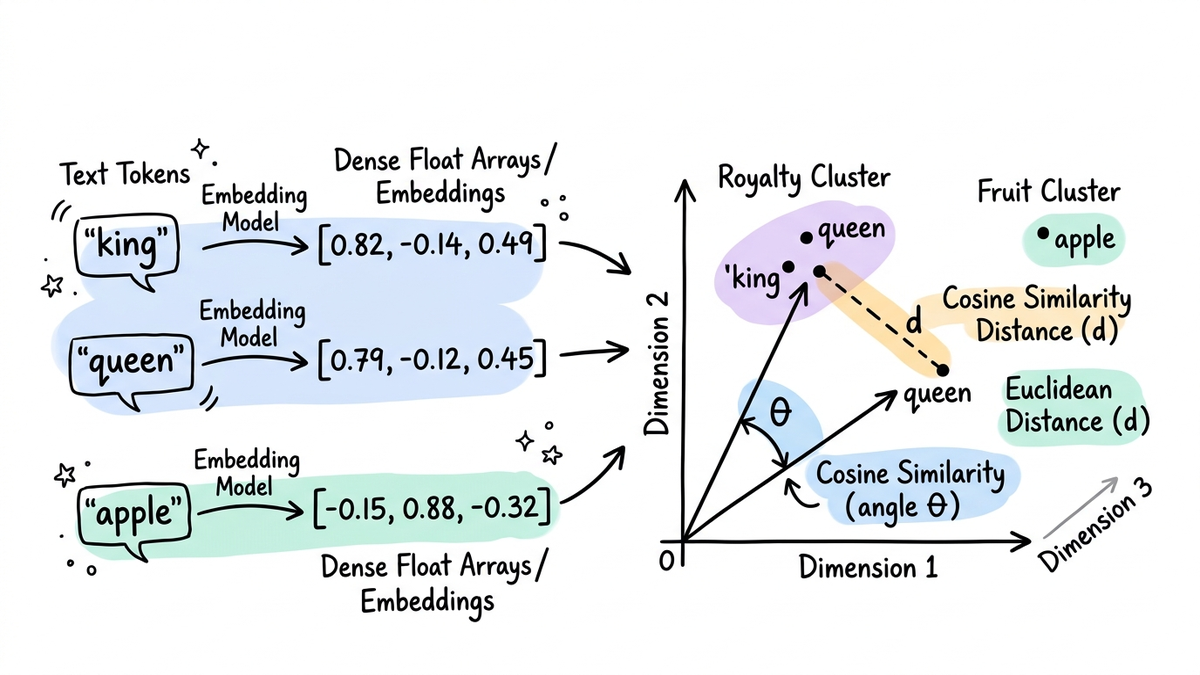 Text Tokens
Dense Float Arrays/
Embeddings
"king"
Embedding
Model
[0.82, -0.14, 0.49]
"queen"
Embedding
Model
[0.79, -0.12, 0.45]
"apple"
Embedding
Model
[-0.15, 0.88, -0.32]
Dense Float Arrays/
Embeddings
Royalty Cluster
queen
'king
Fruit Cluster
apple
Cosine Similarity
Distance (d)
d
queen
Euclidean
Distance (d)
θ
Cosine Similarity
(angle θ)
Dimension 2
0
Dimension 1
Dimension 3